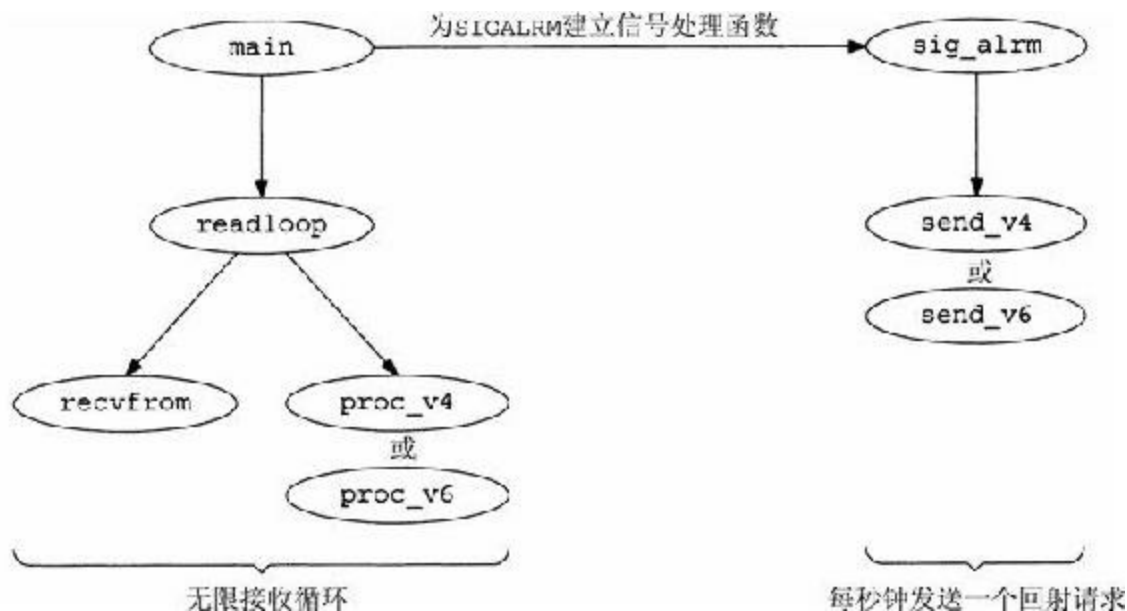 为SIGALRM建立信号处理函数
main
sig_alrm
readloop
send_v4
或
send_v6
recvfrom
proc_v4
或
proc_v6
无限接收循环
每秒钟发送一个回射请求